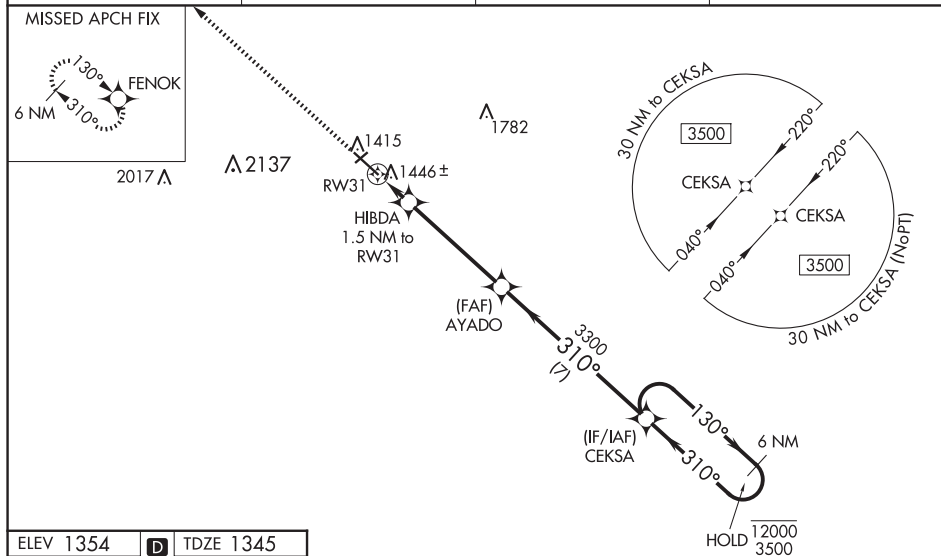 MISSED APCH FIX
130°
FENOK
310°
6 NM
1415
1782
2017
2137
RW31
1446 ±
HIBDA
1.5 NM to
RW31
(FAF)
AYADO
3300
310°
(7)
(IF/IAF)
CEKSA
130°
6 NM
310°
HOLD 12000
3500
30 NM to CEKSA
3500
220°
CEKSA
040°
220°
CEKSA
040°
3500
30 NM to CEKSA (NoPT)
ELEV 1354 D TDZE 1345